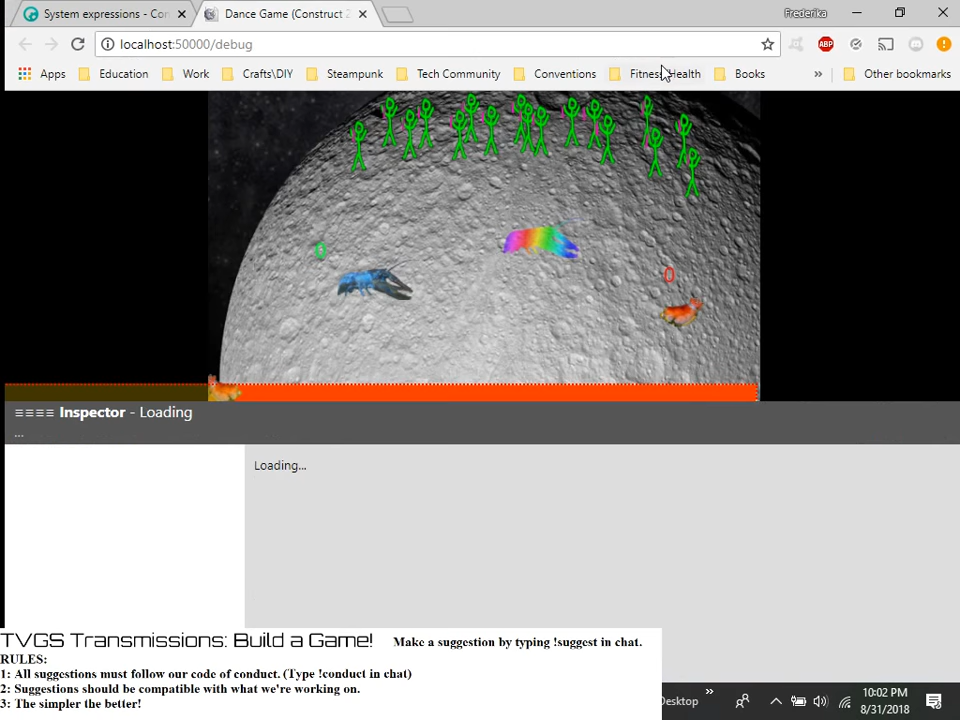 System expressions - Con
Dance Game (Construct 2
Frederika
localhost:50000/debug
ABP
Apps
Education
Work
Crafts\DIY
Steampunk
Tech Community
Conventions
Fitness\Health
Books
»
Other bookmarks
0
0
Inspector - Loading
...
Loading...
TVGS Transmissions: Build a Game!
Make a suggestion by typing !suggest in chat.
RULES:
1: All suggestions must follow our code of conduct. (Type !conduct in chat)
2: Suggestions should be compatible with what we're working on.
3: The simpler the better!
Desktop
»
10:02 PM
8/31/2018